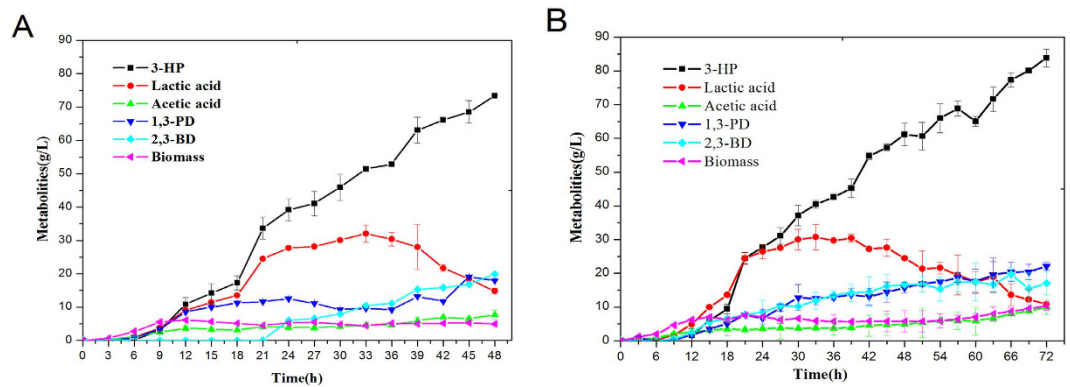 A
90
80
70
60
50
40
30
20
10
0
Metabolities(g/L)
3-HP
Lactic acid
Acetic acid
1,3-PD
2,3-BD
Biomass
0 3 6 9 12 15 18 21 24 27 30 33 36 39 42 45 48
Time(h)
B
90
80
70
60
50
40
30
20
10
0
Metabolities(g/L)
3-HP
Lactic acid
Acetic acid
1,3-PD
2,3-BD
Biomass
0 6 12 18 24 30 36 42 48 54 60 66 72
Time(h)